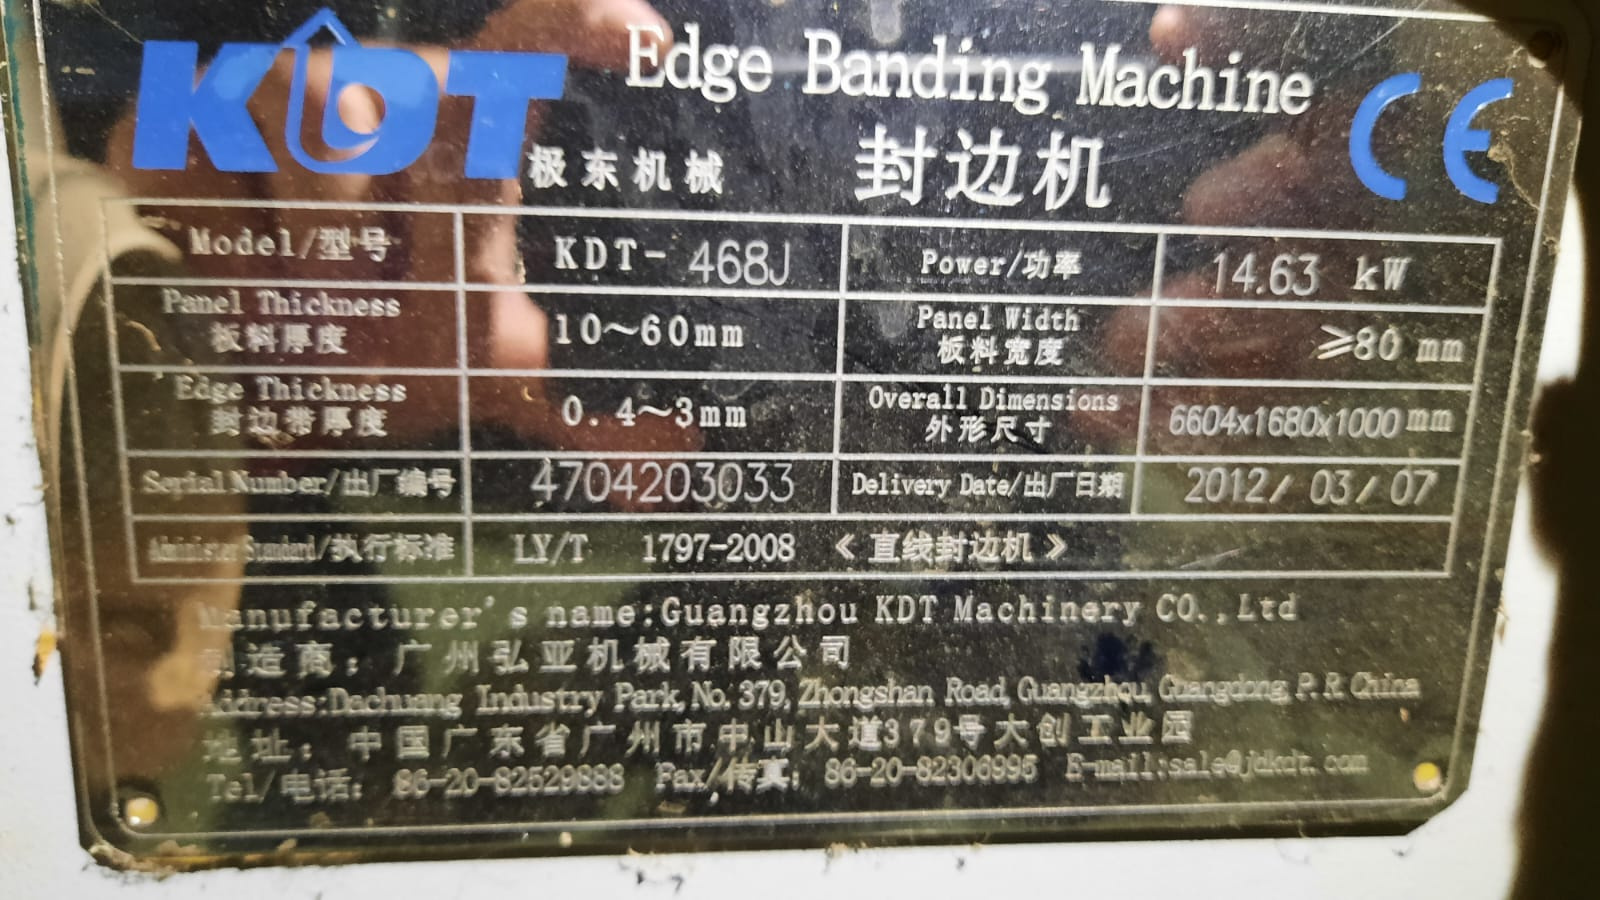 KDT Edge Banding Machine CE
极东机械 封边机
Model/型号 KDT- 468J Power/功率 14.63 kW
Panel Thickness 板料厚度 10~60mm Panel Width 板料宽度 ≥80 mm
Edge Thickness 封边带厚度 0.4~3mm Overall Dimensions 外形尺寸 6604x1680x1000 mm
Serial Number/出厂编号 4704203033 Delivery Date/出厂日期 2012/ 03/ 07
Administer Standard/执行标准 LY/T 1797-2008 《直线封边机》
Manufacturer's name:Guangzhou KDT Machinery CO.,Ltd
制造商：广州弘亚机械有限公司
Address:Dachuang Industry Park, No. 379, Zhongshan Road, Guangzhou, Guangdong, P. R. China
地址：中国广东省广州市中山大道379号大创工业园
Tel/电话：86-20-82529888 Fax/传真：86-20-82306995 E-mail:sale@jdkdt.com